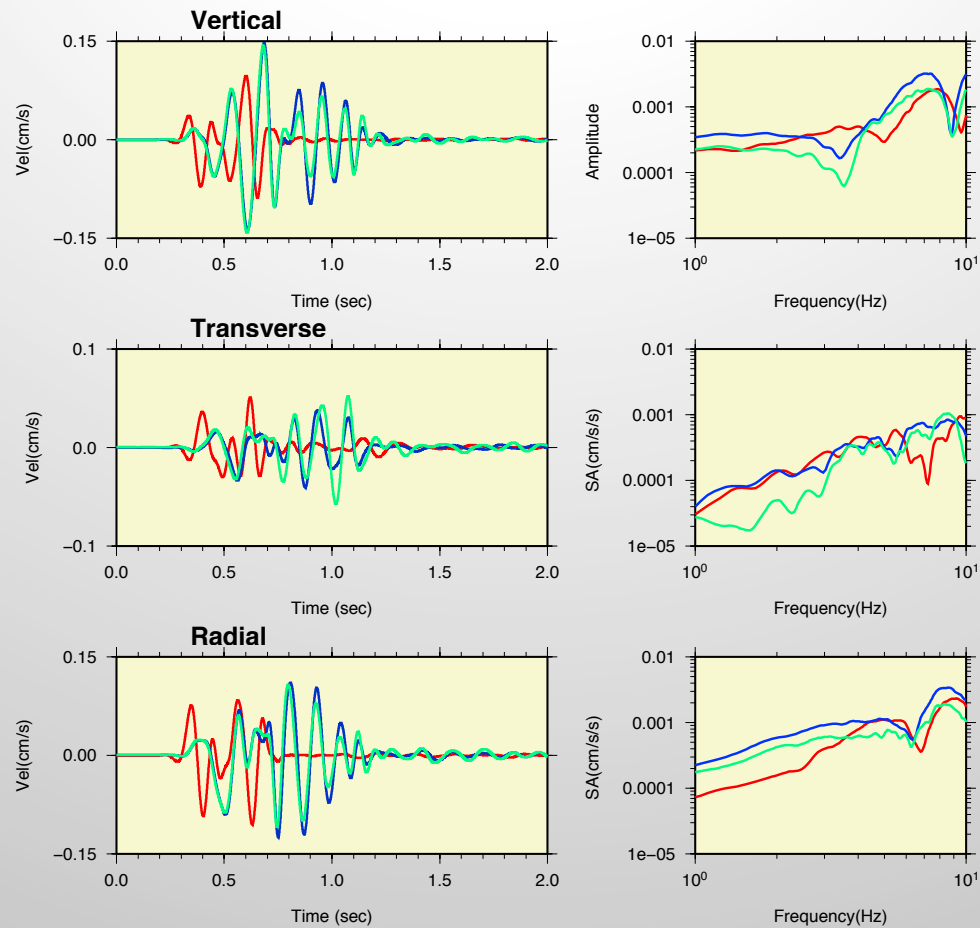 Vertical
0.15
0.00
−0.15
Vel(cm/s)
0.0 0.5 1.0 1.5 2.0
Time (sec)
0.01
0.001
0.0001
1e−05
Amplitude
10⁰ 10¹
Frequency(Hz)
Transverse
0.1
0.0
−0.1
Vel(cm/s)
0.0 0.5 1.0 1.5 2.0
Time (sec)
0.01
0.001
0.0001
1e−05
SA(cm/s/s)
10⁰ 10¹
Frequency(Hz)
Radial
0.15
0.00
−0.15
Vel(cm/s)
0.0 0.5 1.0 1.5 2.0
Time (sec)
0.01
0.001
0.0001
1e−05
SA(cm/s/s)
10⁰ 10¹
Frequency(Hz)